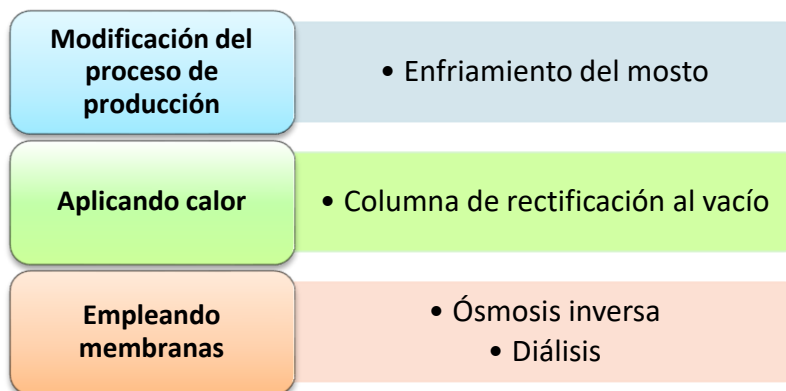 Modificación del
proceso de
producción
• Enfriamiento del mosto
Aplicando calor
• Columna de rectificación al vacío
Empleando
membranas
• Ósmosis inversa
• Diálisis